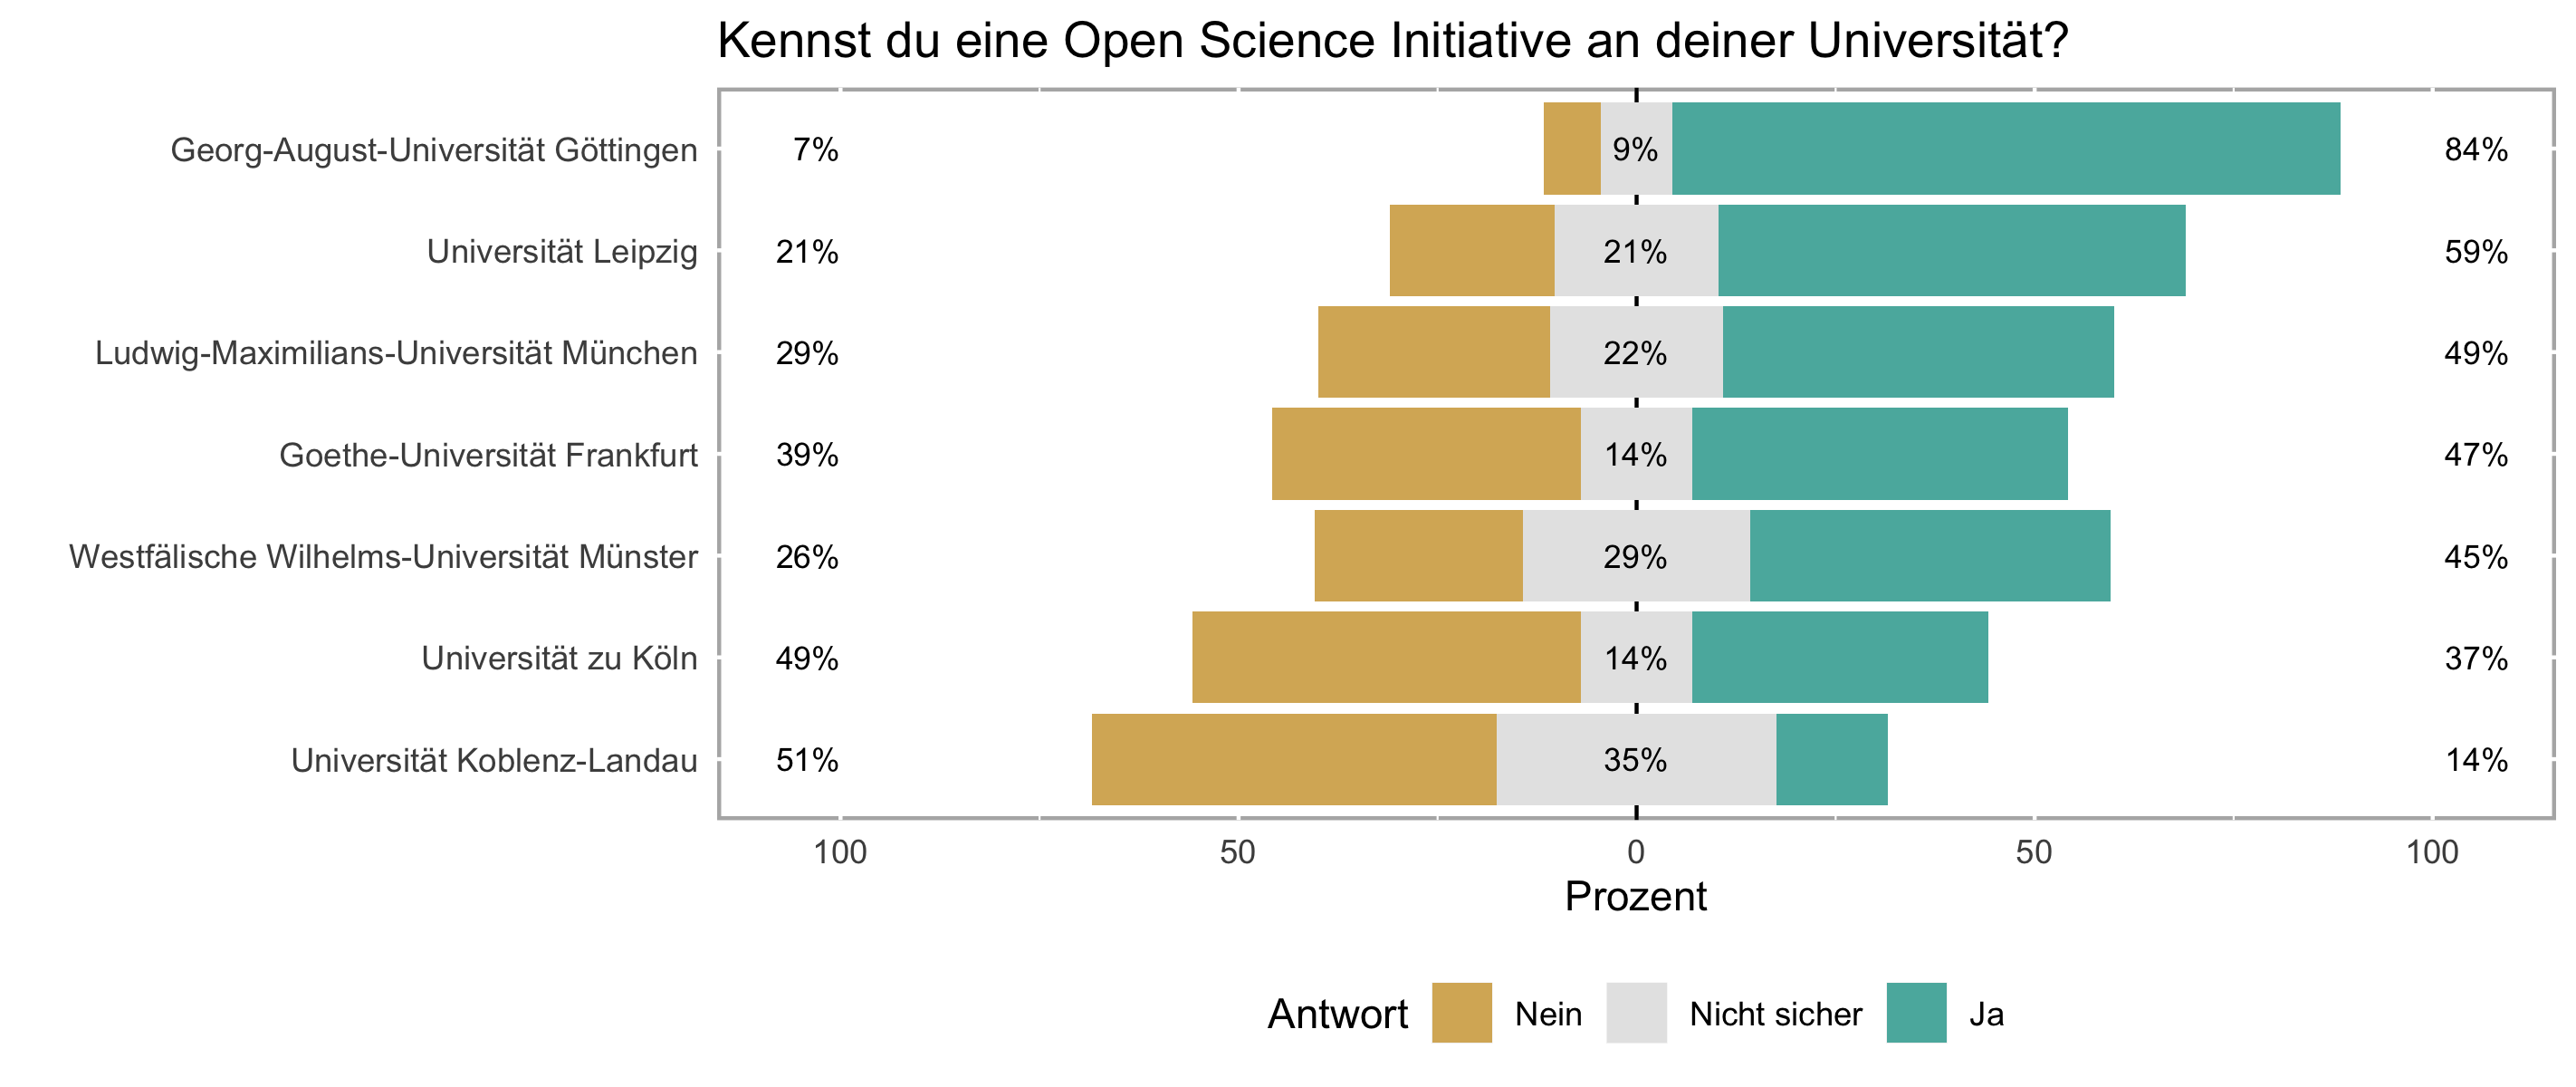 Kennst du eine Open Science Initiative an deiner Universität?
Georg-August-Universität Göttingen 7% 9% 84%
Universität Leipzig 21% 21% 59%
Ludwig-Maximilians-Universität München 29% 22% 49%
Goethe-Universität Frankfurt 39% 14% 47%
Westfälische Wilhelms-Universität Münster 26% 29% 45%
Universität zu Köln 49% 14% 37%
Universität Koblenz-Landau 51% 35% 14%
100 50 0 50 100
Prozent
Antwort Nein Nicht sicher Ja